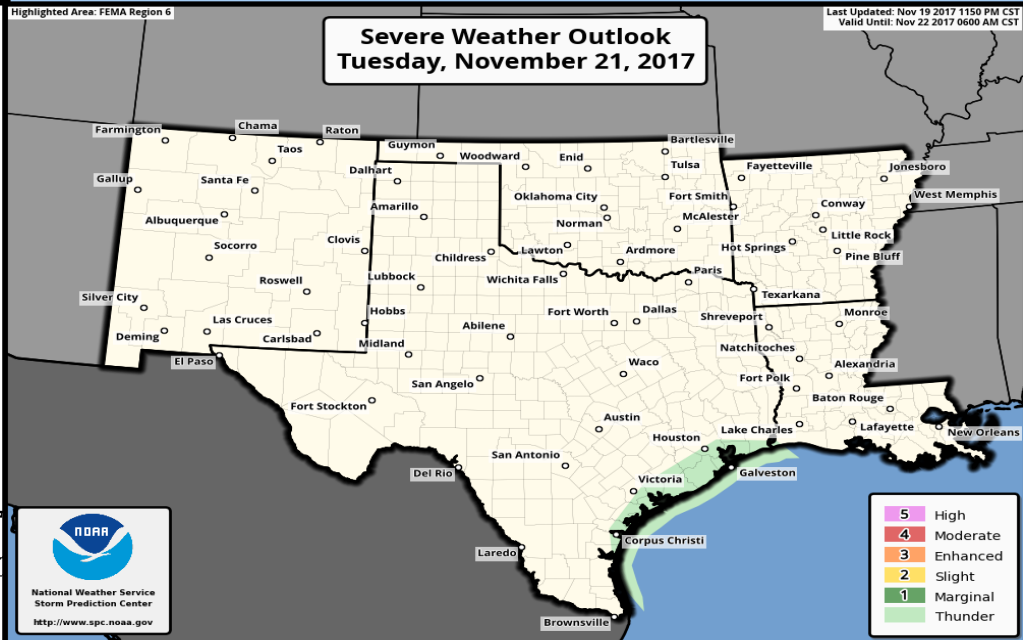 Highlighted Area: FEMA Region 6
Last Updated: Nov 19 2017 1150 PM CST
Valid Until: Nov 22 2017 0600 AM CST
Severe Weather Outlook
Tuesday, November 21, 2017
Farmington
Chama
Raton
Guymon
Bartlesville
Taos
Woodward
Enid
Tulsa
Fayetteville
Jonesboro
Gallup
Santa Fe
Dalhart
Oklahoma City
Fort Smith
West Memphis
Albuquerque
Amarillo
Norman
McAlester
Conway
Socorro
Clovis
Childress
Lawton
Ardmore
Hot Springs
Little Rock
Pine Bluff
Roswell
Lubbock
Wichita Falls
Paris
Silver City
Texarkana
Las Cruces
Hobbs
Abilene
Fort Worth
Dallas
Shreveport
Monroe
Deming
Carlsbad
Midland
Natchitoches
El Paso
San Angelo
Waco
Fort Polk
Alexandria
Fort Stockton
Austin
Baton Rouge
Houston
Lake Charles
Lafayette
New Orleans
Del Rio
San Antonio
Victoria
Galveston
Laredo
Corpus Christi
Brownsville
NOAA
National Weather Service
Storm Prediction Center
http://www.spc.noaa.gov
5 High
4 Moderate
3 Enhanced
2 Slight
1 Marginal
Thunder